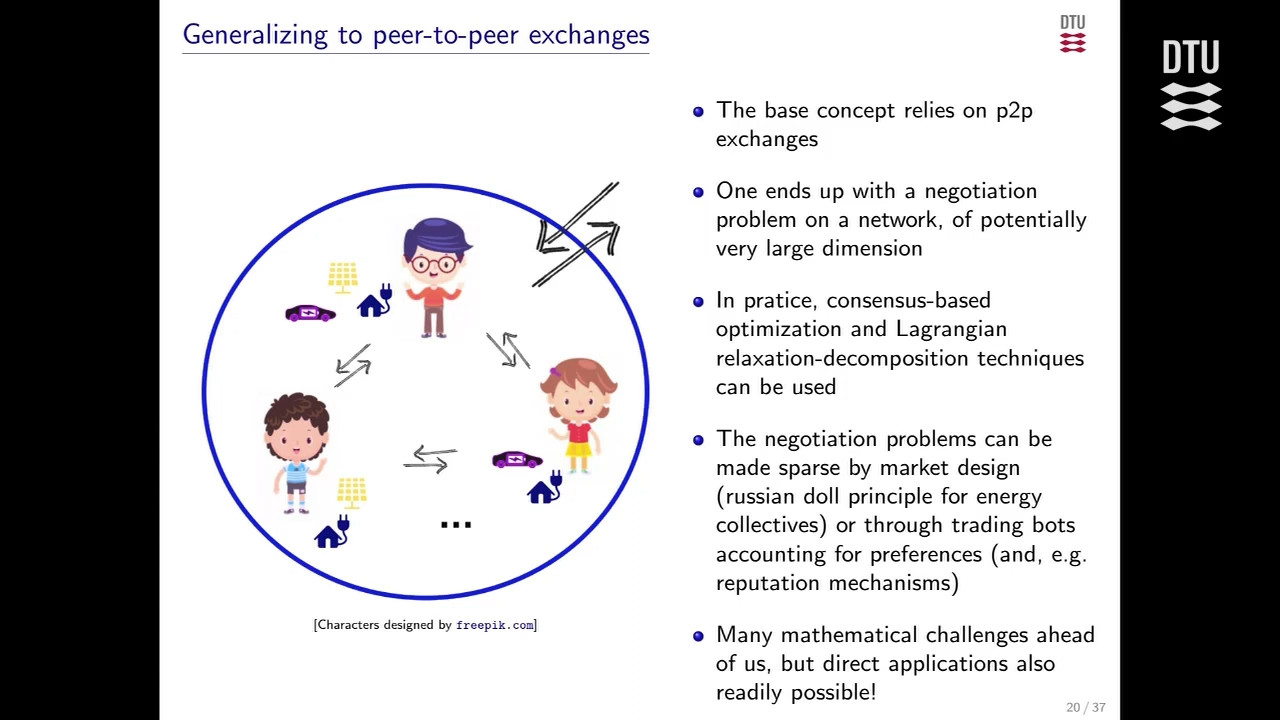 Generalizing to peer-to-peer exchanges
DTU
DTU
The base concept relies on p2p
exchanges
One ends up with a negotiation
problem on a network, of potentially
very large dimension
In pratice, consensus-based
optimization and Lagrangian
relaxation-decomposition techniques
can be used
The negotiation problems can be
made sparse by market design
(russian doll principle for energy
collectives) or through trading bots
accounting for preferences (and, e.g.
reputation mechanisms)
Many mathematical challenges ahead
of us, but direct applications also
readily possible!
...
[Characters designed by freepik.com]
20 / 37